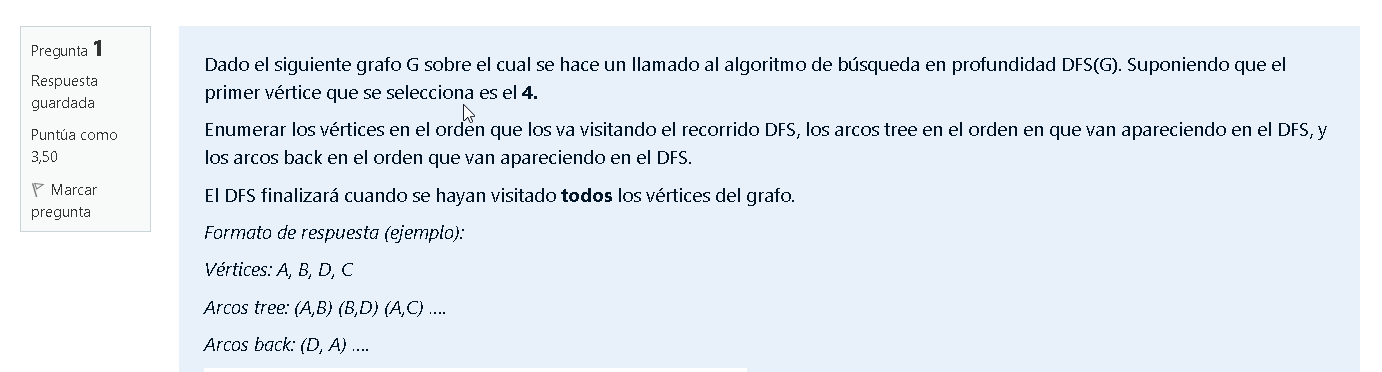 Pregunta 1
Respuesta
guardada
Puntúa como
3,50
Marcar
pregunta
Dado el siguiente grafo G sobre el cual se hace un llamado al algoritmo de búsqueda en profundidad DFS(G). Suponiendo que el
primer vértice que se selecciona es el 4.
Enumerar los vértices en el orden que los va visitando el recorrido DFS, los arcos tree en el orden en que van apareciendo en el DFS, y
los arcos back en el orden que van apareciendo en el DFS.
El DFS finalizará cuando se hayan visitado todos los vértices del grafo.
Formato de respuesta (ejemplo):
Vértices: A, B, D, C
Arcos tree: (A,B) (B,D) (A,C) ....
Arcos back: (D, A) ....